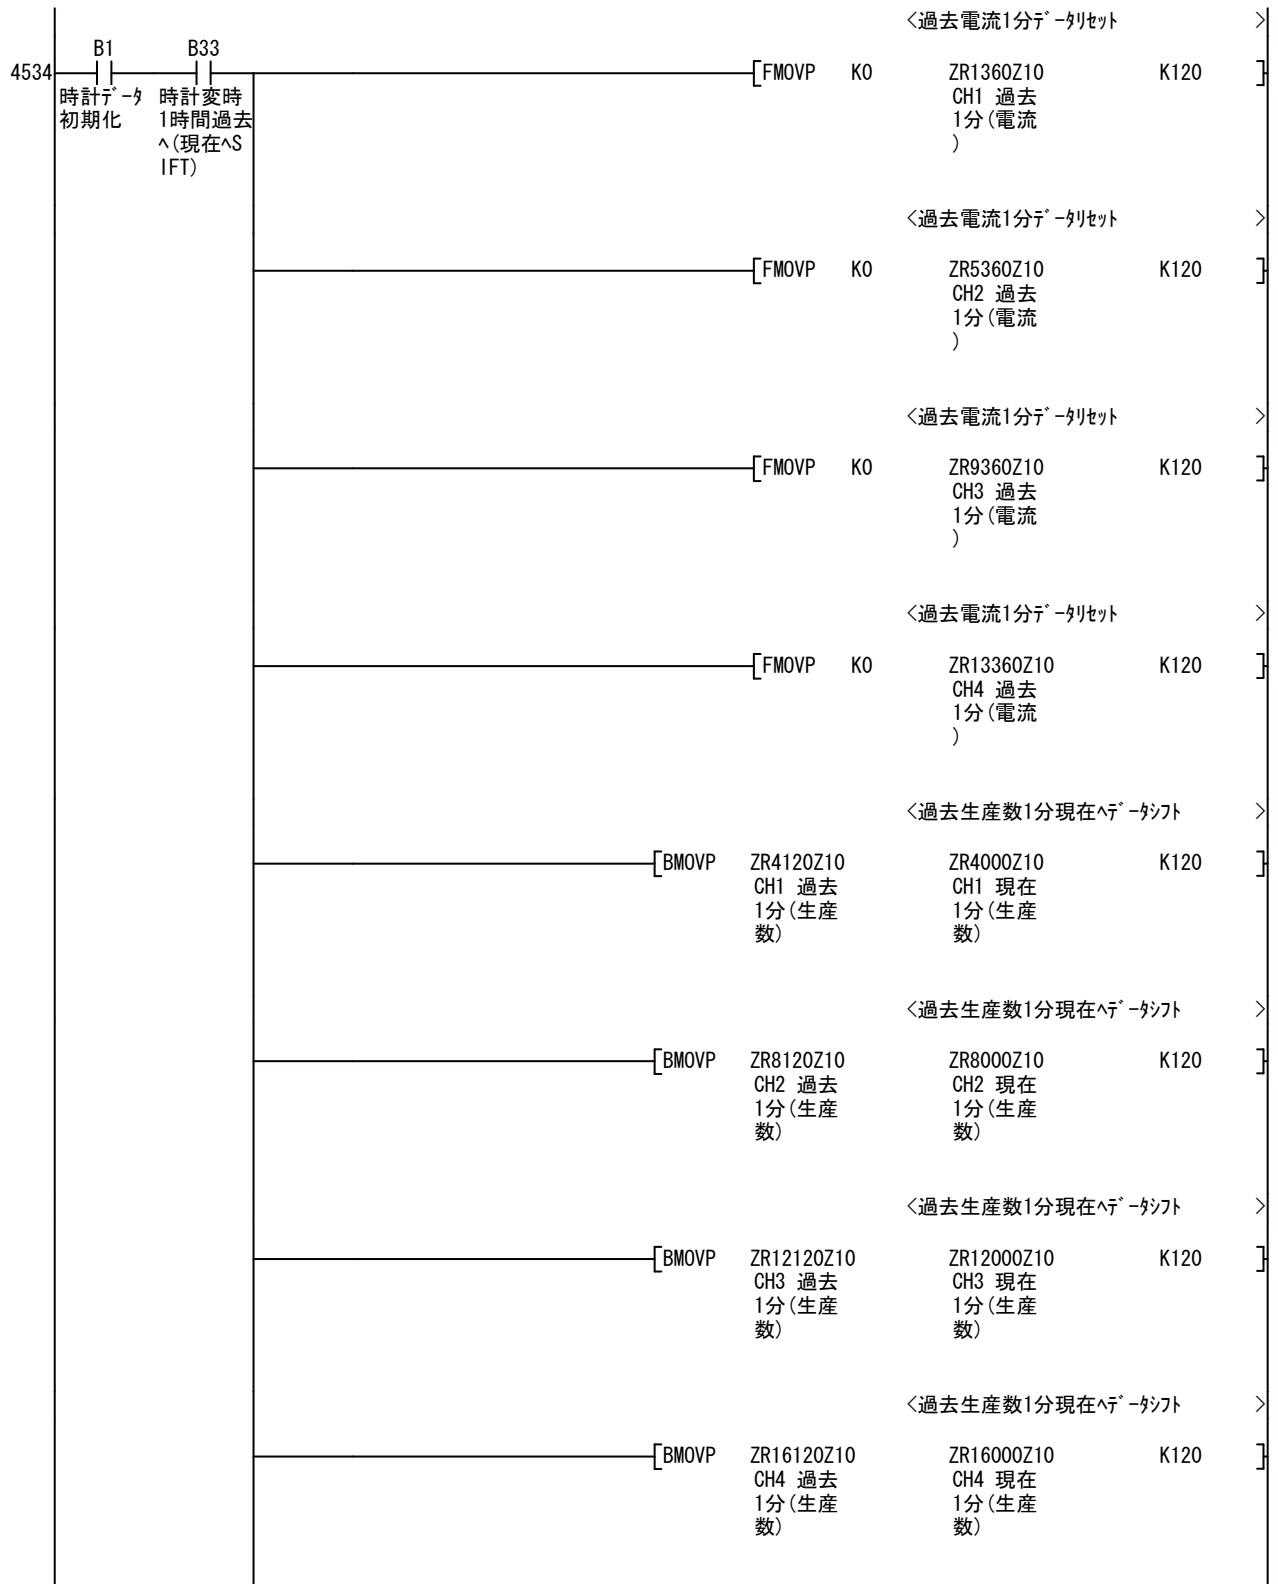 <過去電流1分ﾃﾞｰﾀﾘｾｯﾄ >
B1 B33
4534 [FMOVP K0 ZR1360Z10 K120 ]
時計ﾃﾞｰﾀ 時計変時 CH1 過去
初期化 1時間過去 1分(電流
ﾍ(現在ﾍS )
IFT)
<過去電流1分ﾃﾞｰﾀﾘｾｯﾄ >
[FMOVP K0 ZR5360Z10 K120 ]
CH2 過去
1分(電流
)
<過去電流1分ﾃﾞｰﾀﾘｾｯﾄ >
[FMOVP K0 ZR9360Z10 K120 ]
CH3 過去
1分(電流
)
<過去電流1分ﾃﾞｰﾀﾘｾｯﾄ >
[FMOVP K0 ZR13360Z10 K120 ]
CH4 過去
1分(電流
)
<過去生産数1分現在ﾍﾃﾞｰﾀｼﾌﾄ >
[BMOVP ZR4120Z10 ZR4000Z10 K120 ]
CH1 過去 CH1 現在
1分(生産 1分(生産
数) 数)
<過去生産数1分現在ﾍﾃﾞｰﾀｼﾌﾄ >
[BMOVP ZR8120Z10 ZR8000Z10 K120 ]
CH2 過去 CH2 現在
1分(生産 1分(生産
数) 数)
<過去生産数1分現在ﾍﾃﾞｰﾀｼﾌﾄ >
[BMOVP ZR12120Z10 ZR12000Z10 K120 ]
CH3 過去 CH3 現在
1分(生産 1分(生産
数) 数)
<過去生産数1分現在ﾍﾃﾞｰﾀｼﾌﾄ >
[BMOVP ZR16120Z10 ZR16000Z10 K120 ]
CH4 過去 CH4 現在
1分(生産 1分(生産
数) 数)